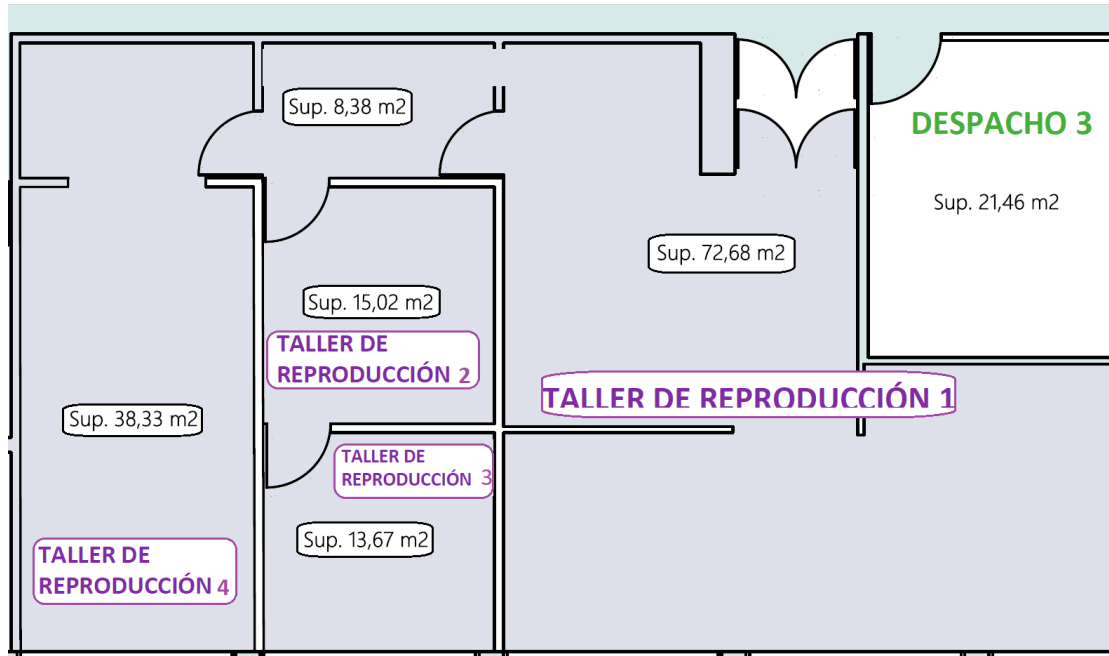 Sup. 8,38 m2
DESPACHO 3
Sup. 21,46 m2
Sup. 72,68 m2
Sup. 15,02 m2
TALLER DE
REPRODUCCIÓN 2
TALLER DE REPRODUCCIÓN 1
Sup. 38,33 m2
TALLER DE
REPRODUCCIÓN 3
Sup. 13,67 m2
TALLER DE
REPRODUCCIÓN 4